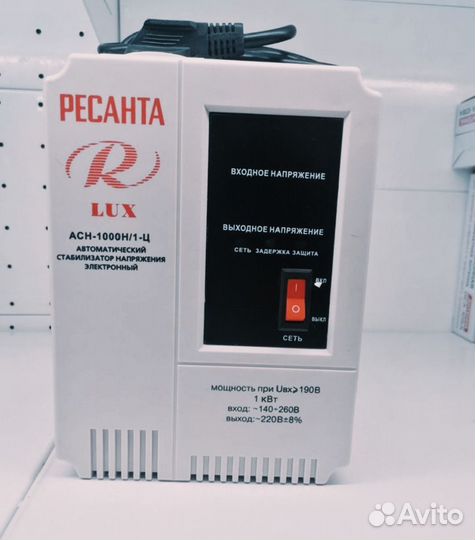 РЕСАНТА
R
LUX
АСН-1000Н/1-Ц
АВТОМАТИЧЕСКИЙ
СТАБИЛИЗАТОР НАПРЯЖЕНИЯ
ЭЛЕКТРОННЫЙ
ВХОДНОЕ НАПРЯЖЕНИЕ
ВЫХОДНОЕ НАПРЯЖЕНИЕ
СЕТЬ ЗАДЕРЖКА ЗАЩИТА
ВКЛ
ВЫКЛ
СЕТЬ
мощность при Uвх⩾190В
1 кВт
вход: ~140÷260В
выход:~220В±8%
Avito